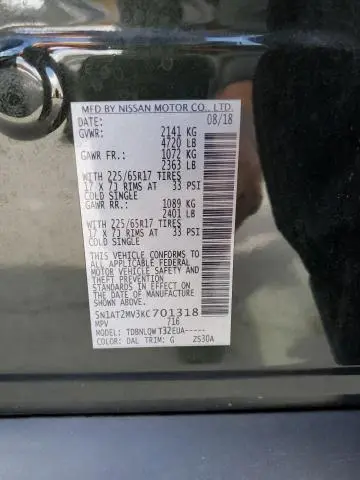 MFD BY NISSAN MOTOR CO., LTD.
DATE: 08/18
GVWR: 2141 KG
4720 LB
GAWR FR.: 1072 KG
2363 LB
WITH 225/65R17 TIRES
17 X 7J RIMS AT 33 PSI
COLD SINGLE
GAWR RR.: 1089 KG
2401 LB
WITH 225/65R17 TIRES
17 X 7J RIMS AT 33 PSI
COLD SINGLE
THIS VEHICLE CONFORMS TO ALL
APPLICABLE FEDERAL MOTOR
VEHICLE SAFETY AND THEFT
PREVENTION STANDARDS IN EFFECT
ON THE DATE OF
MANUFACTURE SHOWN ABOVE.
5N1AT2MV3KC701318
MPV 716
MODEL: TDBNLQWT32EUA-----
COLOR: DAL TRIM: G ZS30A